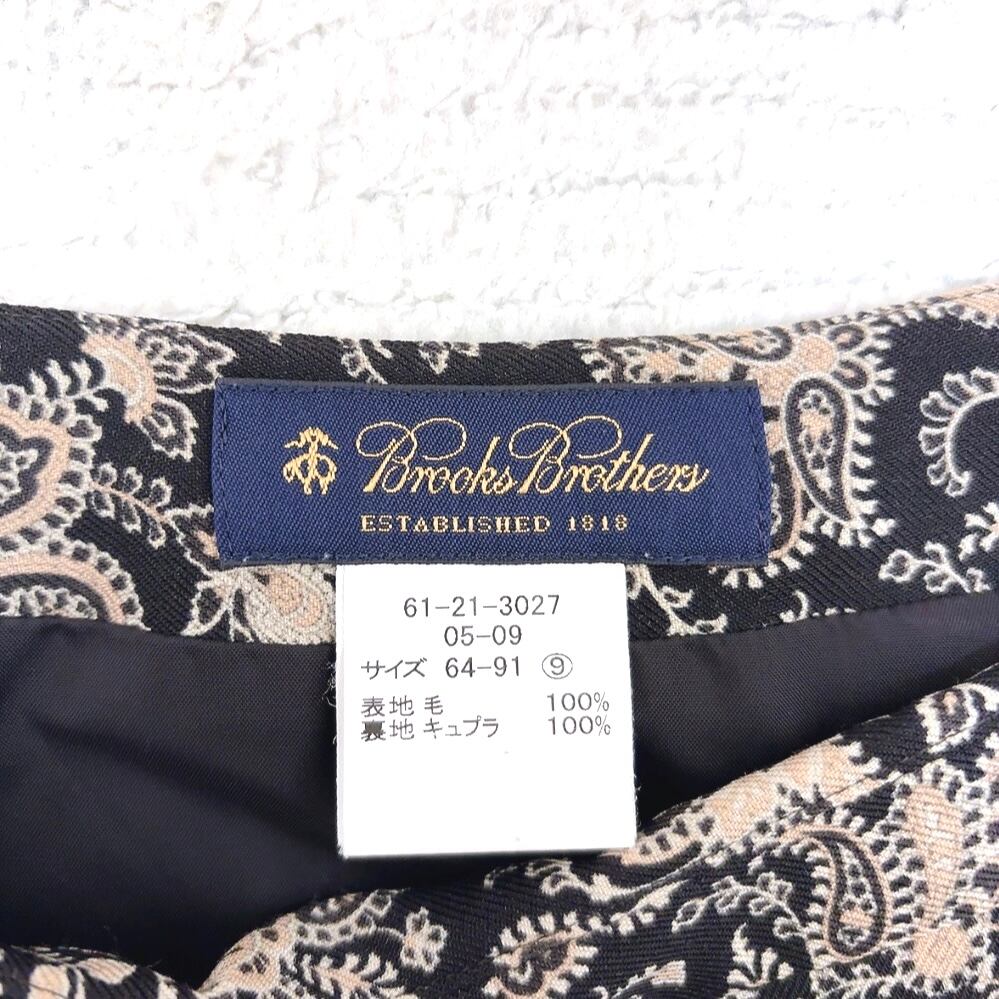 Brooks Brothers
ESTABLISHED 1818
61-21-3027
05-09
サイズ 64-91 ⑨
表地 毛 100%
裏地 キュプラ 100%